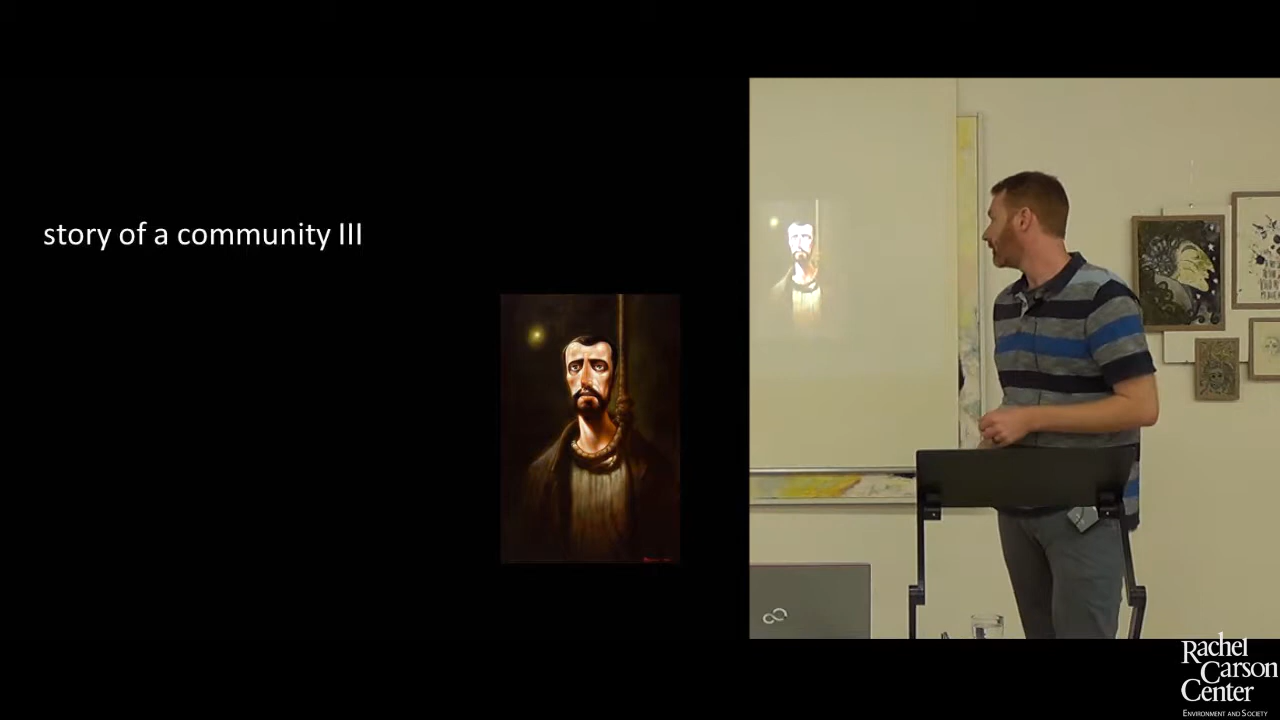 story of a community III
Rachel
Carson
Center
ENVIRONMENT AND SOCIETY